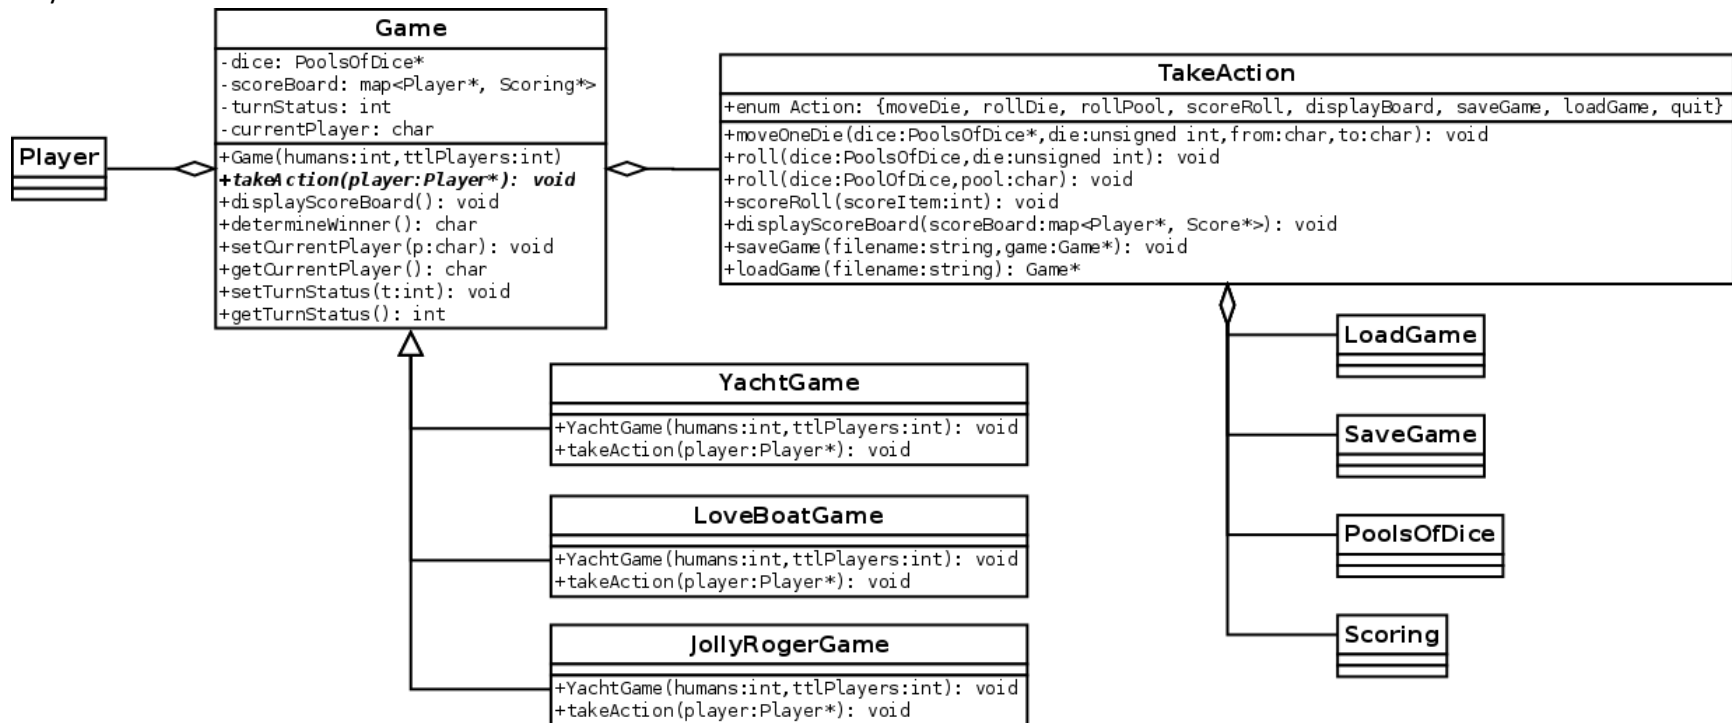 Player
Game
-dice: PoolsOfDice*
-scoreBoard: map<Player*, Scoring*>
-turnStatus: int
-currentPlayer: char
+Game(humans:int,ttlPlayers:int)
+takeAction(player:Player*): void
+displayScoreBoard(): void
+determineWinner(): char
+setCurrentPlayer(p:char): void
+getCurrentPlayer(): char
+setTurnStatus(t:int): void
+getTurnStatus(): int
TakeAction
+enum Action: {moveDie, rollDie, rollPool, scoreRoll, displayBoard, saveGame, loadGame, quit}
+moveOneDie(dice:PoolsOfDice*,die:unsigned int,from:char,to:char): void
+roll(dice:PoolsOfDice,die:unsigned int): void
+roll(dice:PoolOfDice,pool:char): void
+scoreRoll(scoreItem:int): void
+displayScoreBoard(scoreBoard:map<Player*, Score*>): void
+saveGame(filename:string,game:Game*): void
+loadGame(filename:string): Game*
YachtGame
+YachtGame(humans:int,ttlPlayers:int): void
+takeAction(player:Player*): void
LoveBoatGame
+YachtGame(humans:int,ttlPlayers:int): void
+takeAction(player:Player*): void
JollyRogerGame
+YachtGame(humans:int,ttlPlayers:int): void
+takeAction(player:Player*): void
LoadGame
SaveGame
PoolsOfDice
Scoring